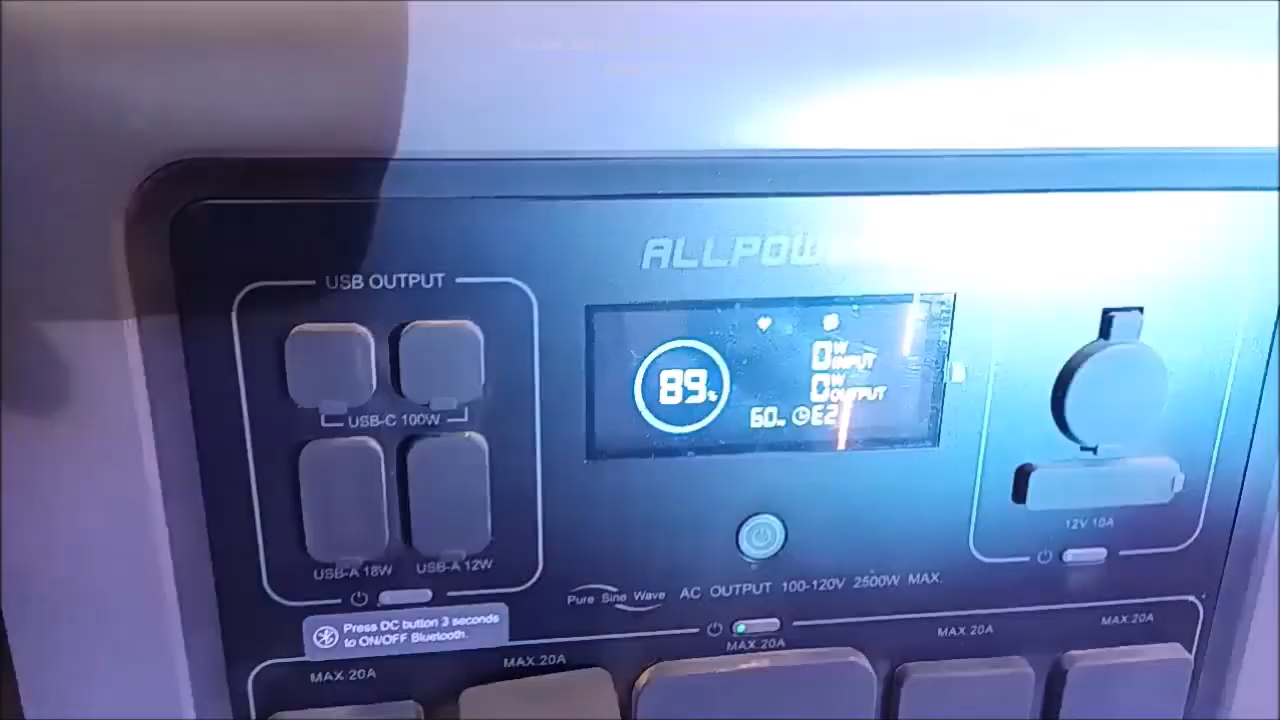 ALLPOW
USB OUTPUT
USB-C 100W
USB-A 18W
USB-A 12W
89%
0W
INPUT
0W
OUTPUT
60Hz E2
12V 10A
Pure Sine Wave
AC OUTPUT 100-120V 2500W MAX.
Press DC button 3 seconds
to ON/OFF Bluetooth.
MAX.20A
MAX.20A
MAX.20A
MAX.20A
MAX.20A